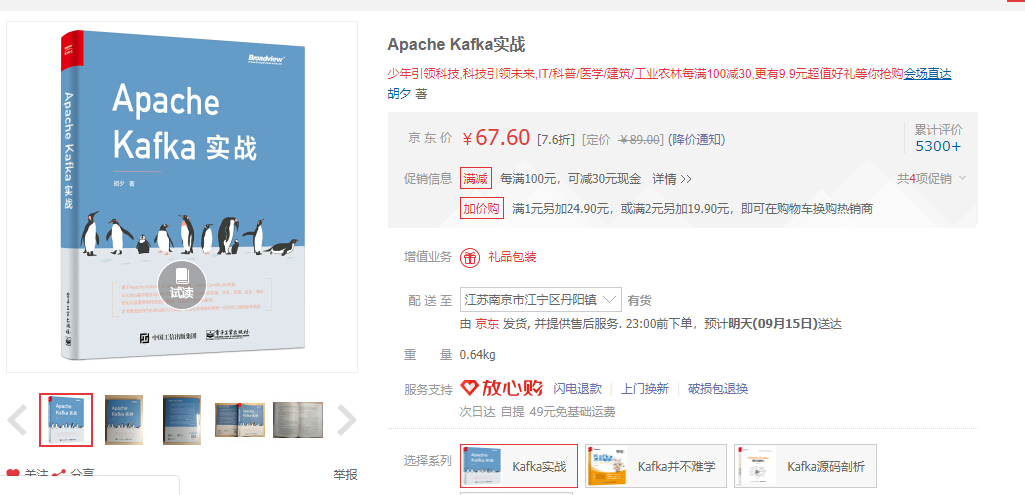 Apache Kafka实战
少年引领科技,科技引领未来,IT/科普/医学/建筑/工业农林每满100减30,更有9.9元超值好礼等你抢购会场直达
胡夕 著
京东价 ￥67.60 [7.6折] [定价 ￥89.00] (降价通知)
累计评价
5300+
促销信息 满减 每满100元，可减30元现金 详情 >>
共4项促销
加价购 满1元另加24.90元，或满2元另加19.90元，即可在购物车换购热销商
增值业务 礼品包装
配送至 江苏南京市江宁区丹阳镇 有货
由 京东 发货, 并提供售后服务. 23:00前下单，预计明天(09月15日)送达
重量 0.64kg
服务支持 放心购 闪电退款 上门换新 破损包退换
次日达 自提 49元免基础运费
选择系列 Kafka实战 Kafka并不难学 Kafka源码剖析
Broadview
Apache
Kafka 实战
胡夕 著
Apache Kafka 实战
试读
中国工信出版集团 电子工业出版社
关注 分享
举报